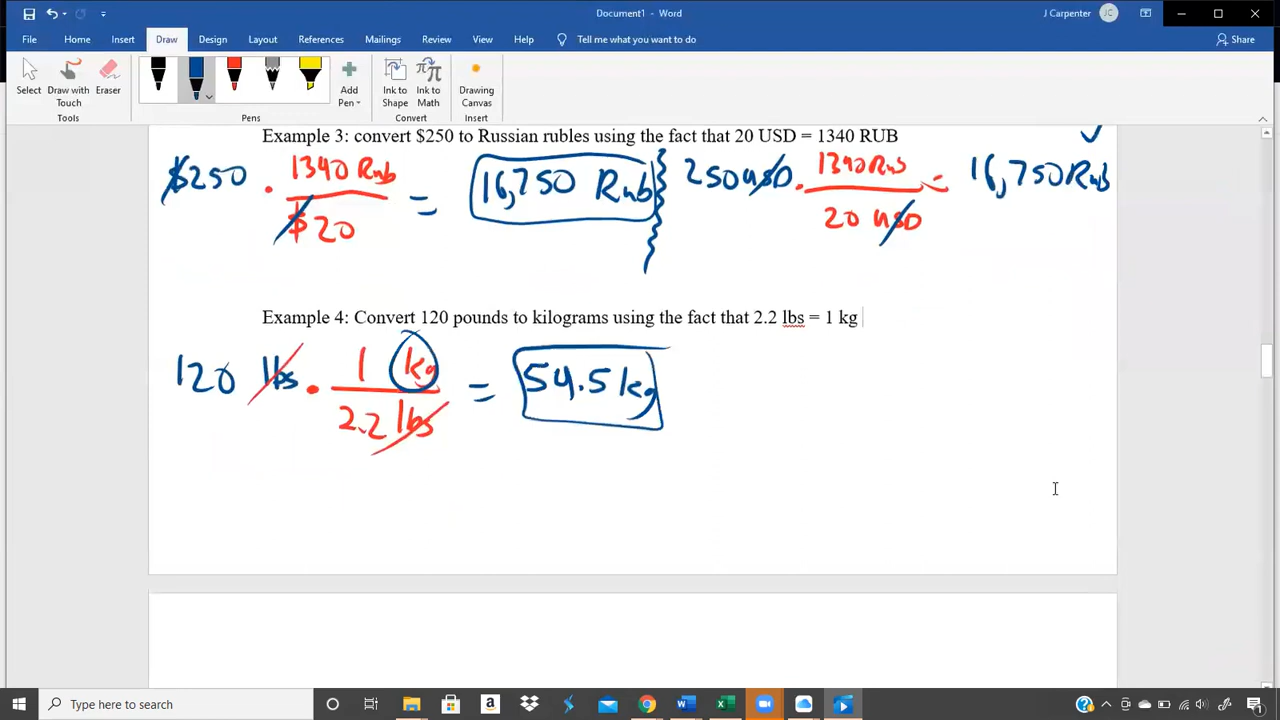 Document1 - Word
J Carpenter
JC
File Home Insert Draw Design Layout References Mailings Review View Help Tell me what you want to do Share
Select
Draw with Touch
Eraser
Add Pen
Ink to Shape
Ink to Math
Drawing Canvas
Tools
Pens
Convert
Insert
Example 3: convert $250 to Russian rubles using the fact that 20 USD = 1340 RUB
$250 · 1340 Rub / $20 = 16,750 Rub
250 USD · 1340 Rub / 20 USD = 16,750 Rub
Example 4: Convert 120 pounds to kilograms using the fact that 2.2 lbs = 1 kg
120 lbs · 1 kg / 2.2 lbs = 54.5 kg
Type here to search